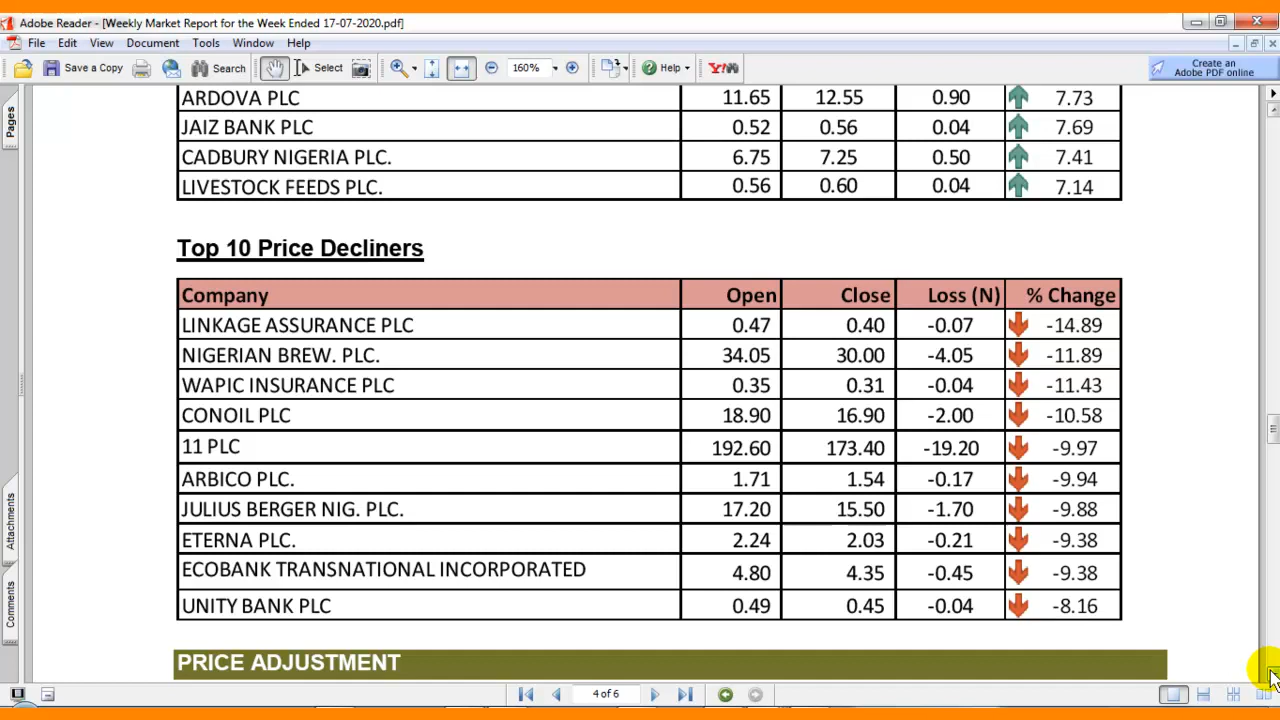 Adobe Reader - [Weekly Market Report for the Week Ended 17-07-2020.pdf]
File Edit View Document Tools Window Help
Save a Copy Search Select 160% Help Y! Create an Adobe PDF online
Pages
ARDOVA PLC 11.65 12.55 0.90 7.73
JAIZ BANK PLC 0.52 0.56 0.04 7.69
CADBURY NIGERIA PLC. 6.75 7.25 0.50 7.41
LIVESTOCK FEEDS PLC. 0.56 0.60 0.04 7.14
Top 10 Price Decliners
Company Open Close Loss (N) % Change
LINKAGE ASSURANCE PLC 0.47 0.40 -0.07 -14.89
NIGERIAN BREW. PLC. 34.05 30.00 -4.05 -11.89
WAPIC INSURANCE PLC 0.35 0.31 -0.04 -11.43
CONOIL PLC 18.90 16.90 -2.00 -10.58
11 PLC 192.60 173.40 -19.20 -9.97
ARBICO PLC. 1.71 1.54 -0.17 -9.94
JULIUS BERGER NIG. PLC. 17.20 15.50 -1.70 -9.88
ETERNA PLC. 2.24 2.03 -0.21 -9.38
ECOBANK TRANSNATIONAL INCORPORATED 4.80 4.35 -0.45 -9.38
UNITY BANK PLC 0.49 0.45 -0.04 -8.16
Attachments
Comments
PRICE ADJUSTMENT
4 of 6